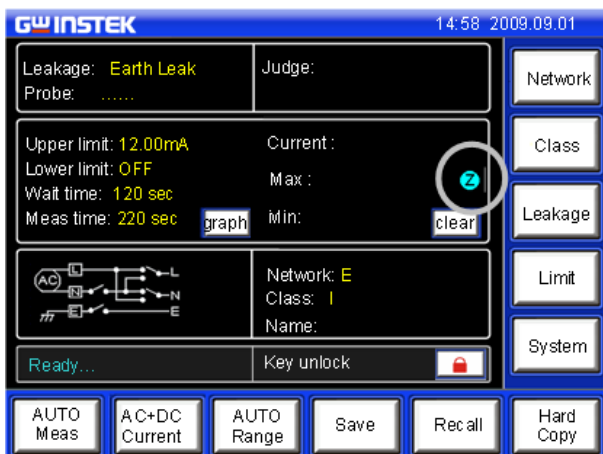 GWINSTEK
14:58 2009.09.01
Leakage: Earth Leak
Probe: ......
Judge:
Upper limit: 12.00mA
Lower limit: OFF
Wait time: 120 sec
Meas time: 220 sec
graph
Current :
Max :
Z
Min:
clear
AC
L
N
E
L
N
E
Network: E
Class: I
Name:
Ready...
Key unlock
Network
Class
Leakage
Limit
System
AUTO
Meas
AC+DC
Current
AUTO
Range
Save
Recall
Hard
Copy